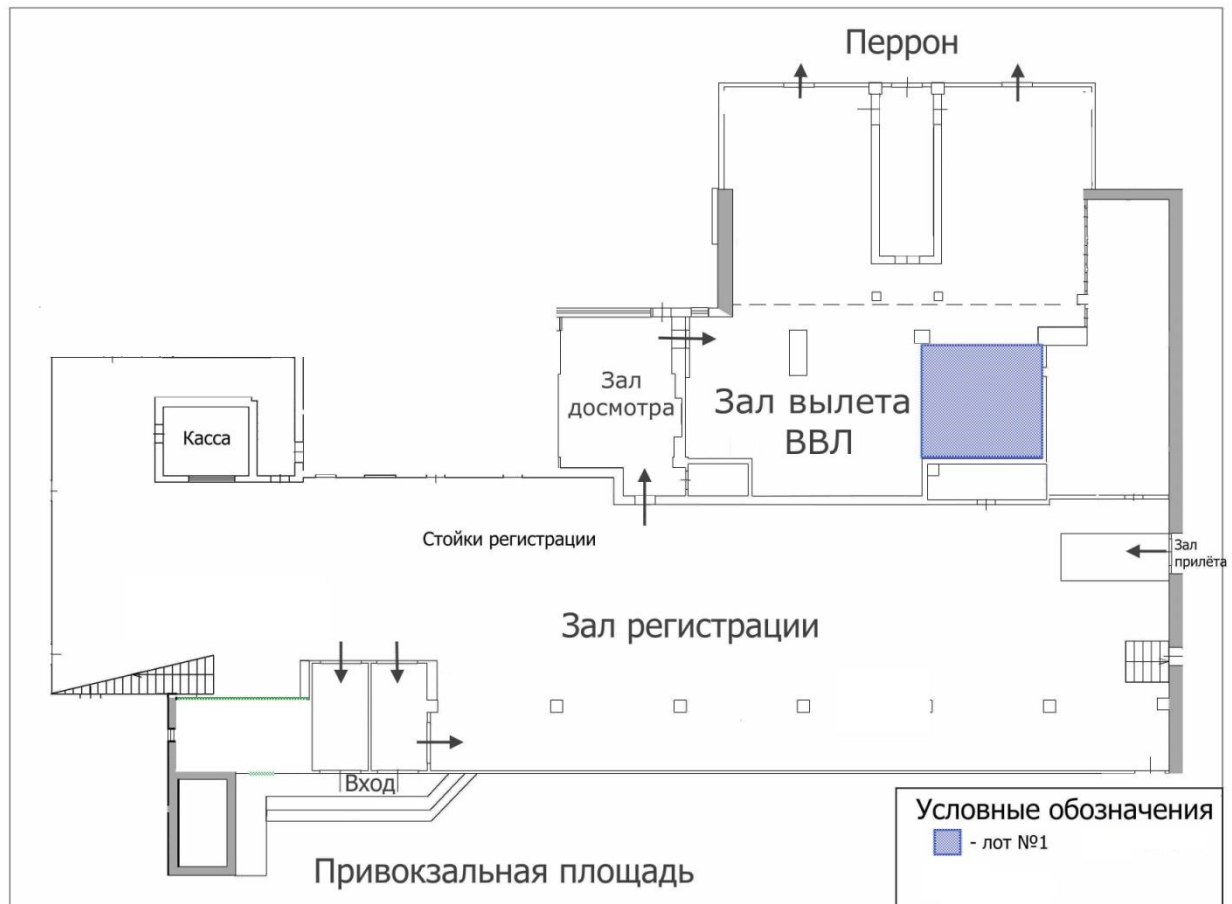 Перрон
Зал
досмотра
Зал вылета
ВВЛ
Касса
Стойки регистрации
Зал
прилёта
Зал регистрации
Вход
Условные обозначения
- лот №1
Привокзальная площадь